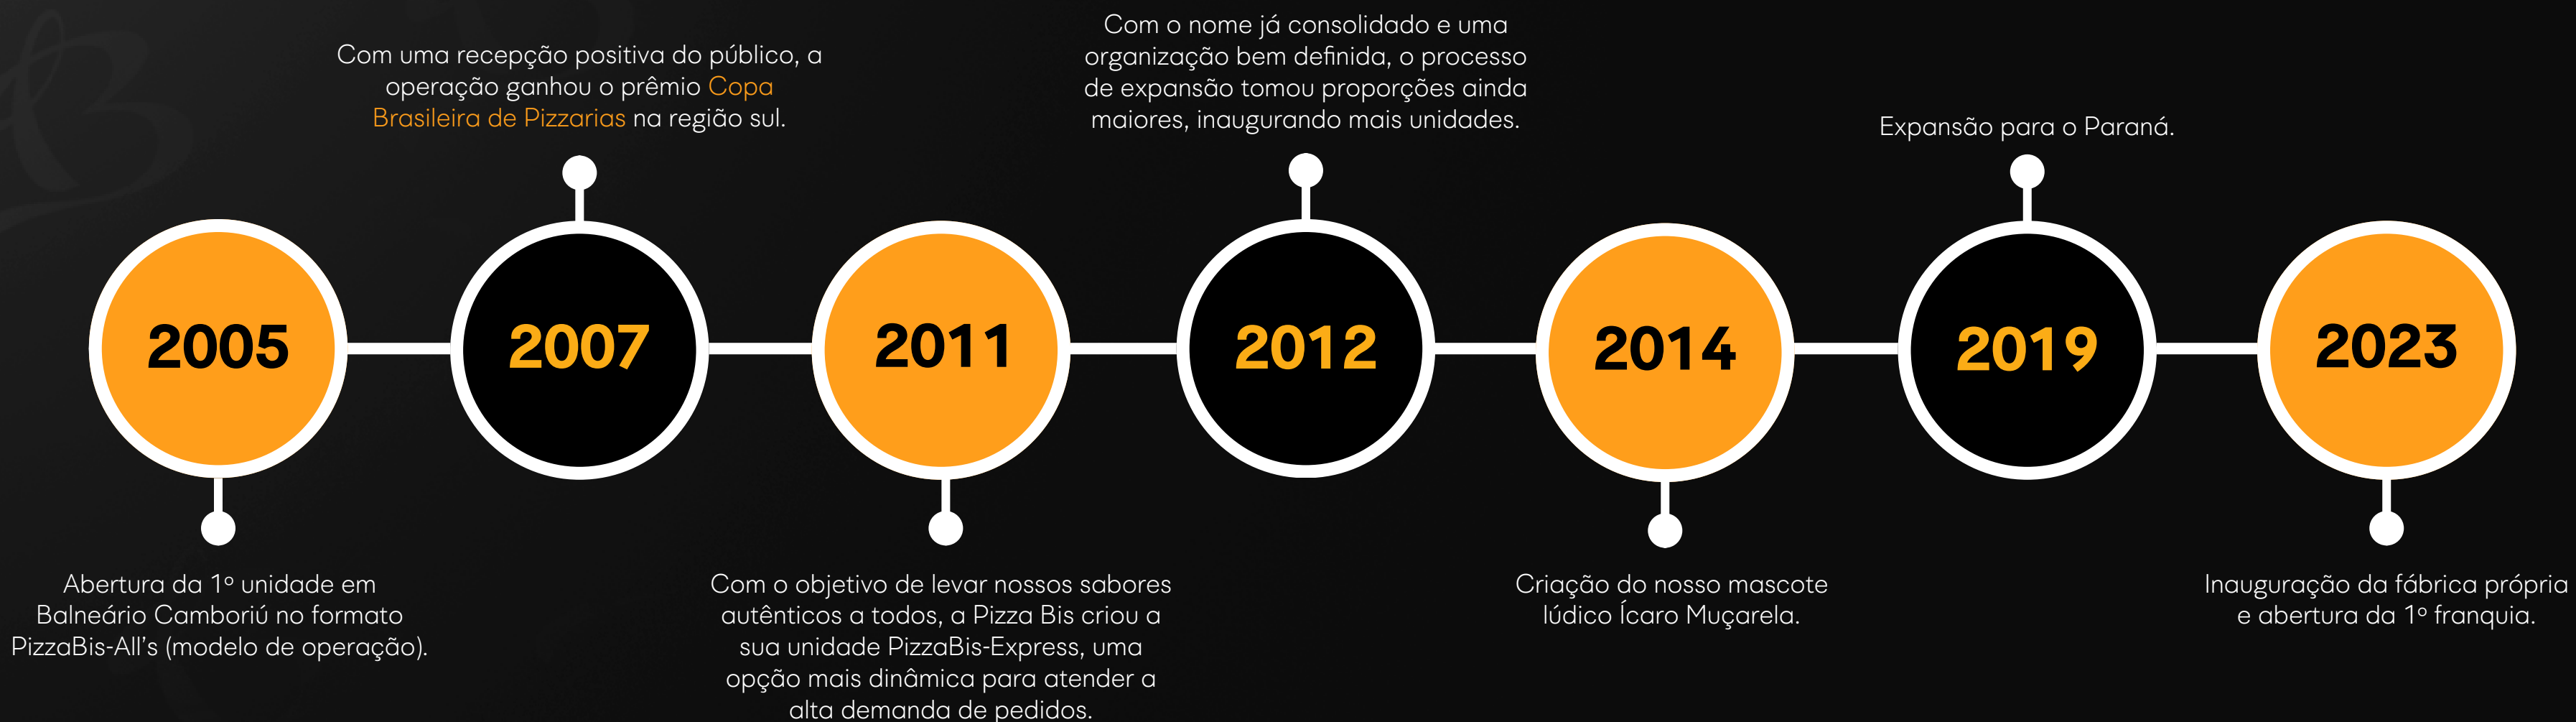 Com uma recepção positiva do público, a
operação ganhou o prêmio Copa
Brasileira de Pizzarias na região sul.
Com o nome já consolidado e uma
organização bem definida, o processo
de expansão tomou proporções ainda
maiores, inaugurando mais unidades.
Expansão para o Paraná.
2005
2007
2011
2012
2014
2019
2023
Abertura da 1º unidade em
Balneário Camboriú no formato
PizzaBis-All's (modelo de operação).
Com o objetivo de levar nossos sabores
autênticos a todos, a Pizza Bis criou a
sua unidade PizzaBis-Express, uma
opção mais dinâmica para atender a
alta demanda de pedidos.
Criação do nosso mascote
lúdico Ícaro Muçarela.
Inauguração da fábrica própria
e abertura da 1º franquia.